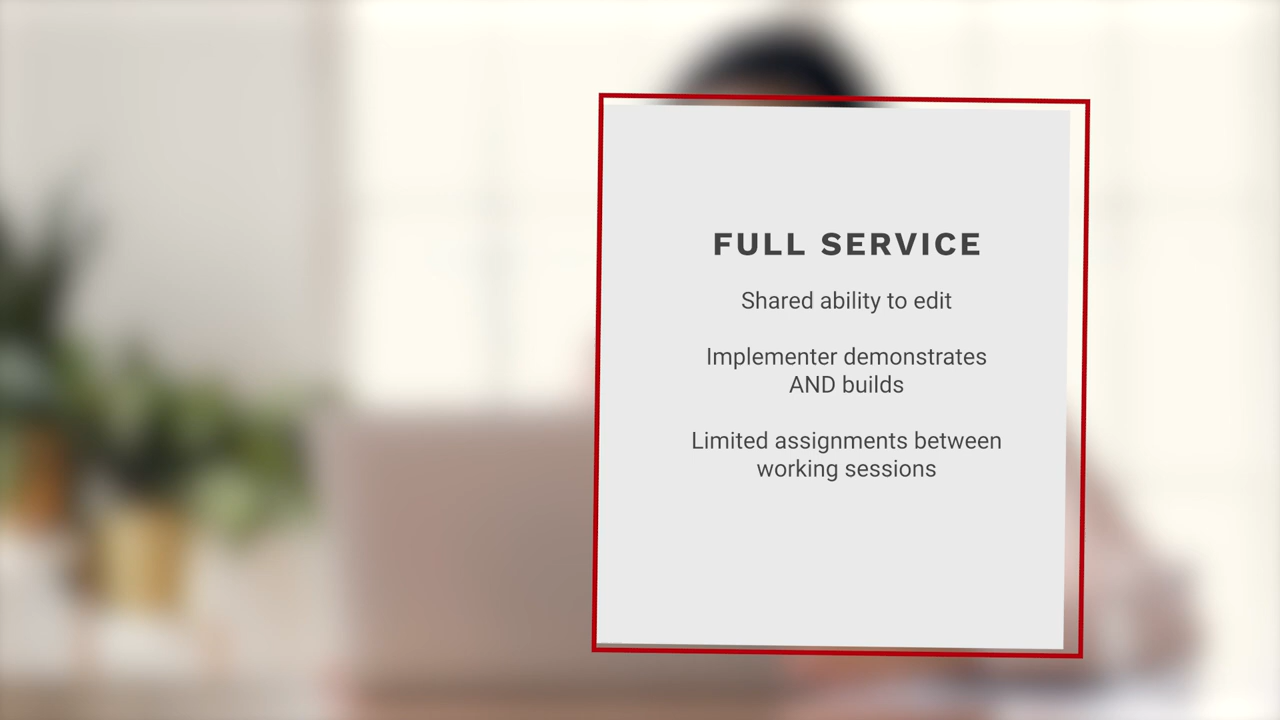 FULL SERVICE
Shared ability to edit
Implementer demonstrates
AND builds
Limited assignments between
working sessions